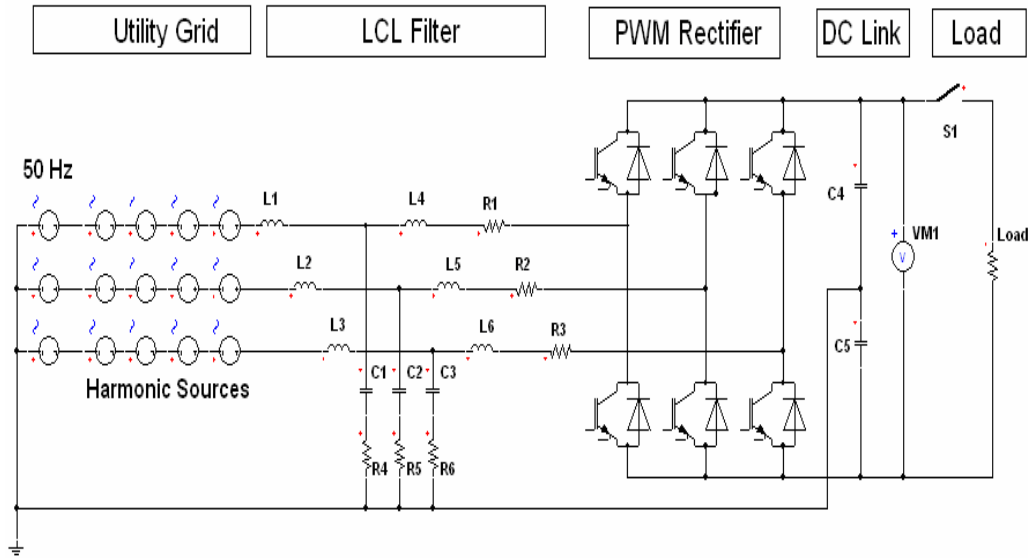 Utility Grid
LCL Filter
PWM Rectifier
DC Link
Load
S1
50 Hz
L1
L4
R1
C4
VM1
V
Load
L2
L5
R2
L3
L6
R3
C5
Harmonic Sources
C1
C2
C3
R4
R5
R6